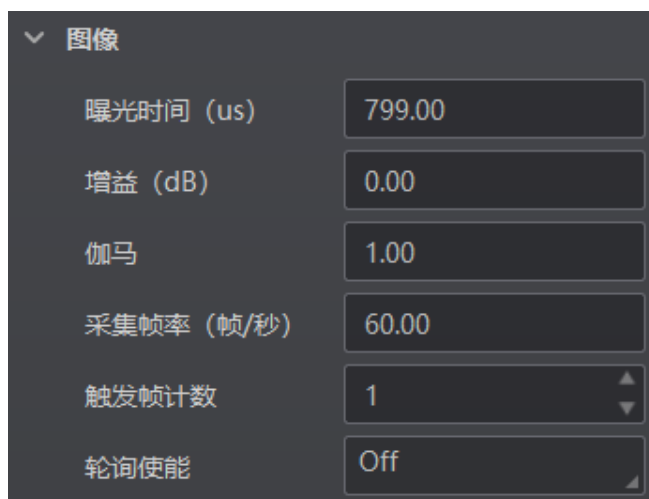 图像
曝光时间（us） 799.00
增益（dB） 0.00
伽马 1.00
采集帧率（帧/秒） 60.00
触发帧计数 1
轮询使能 Off